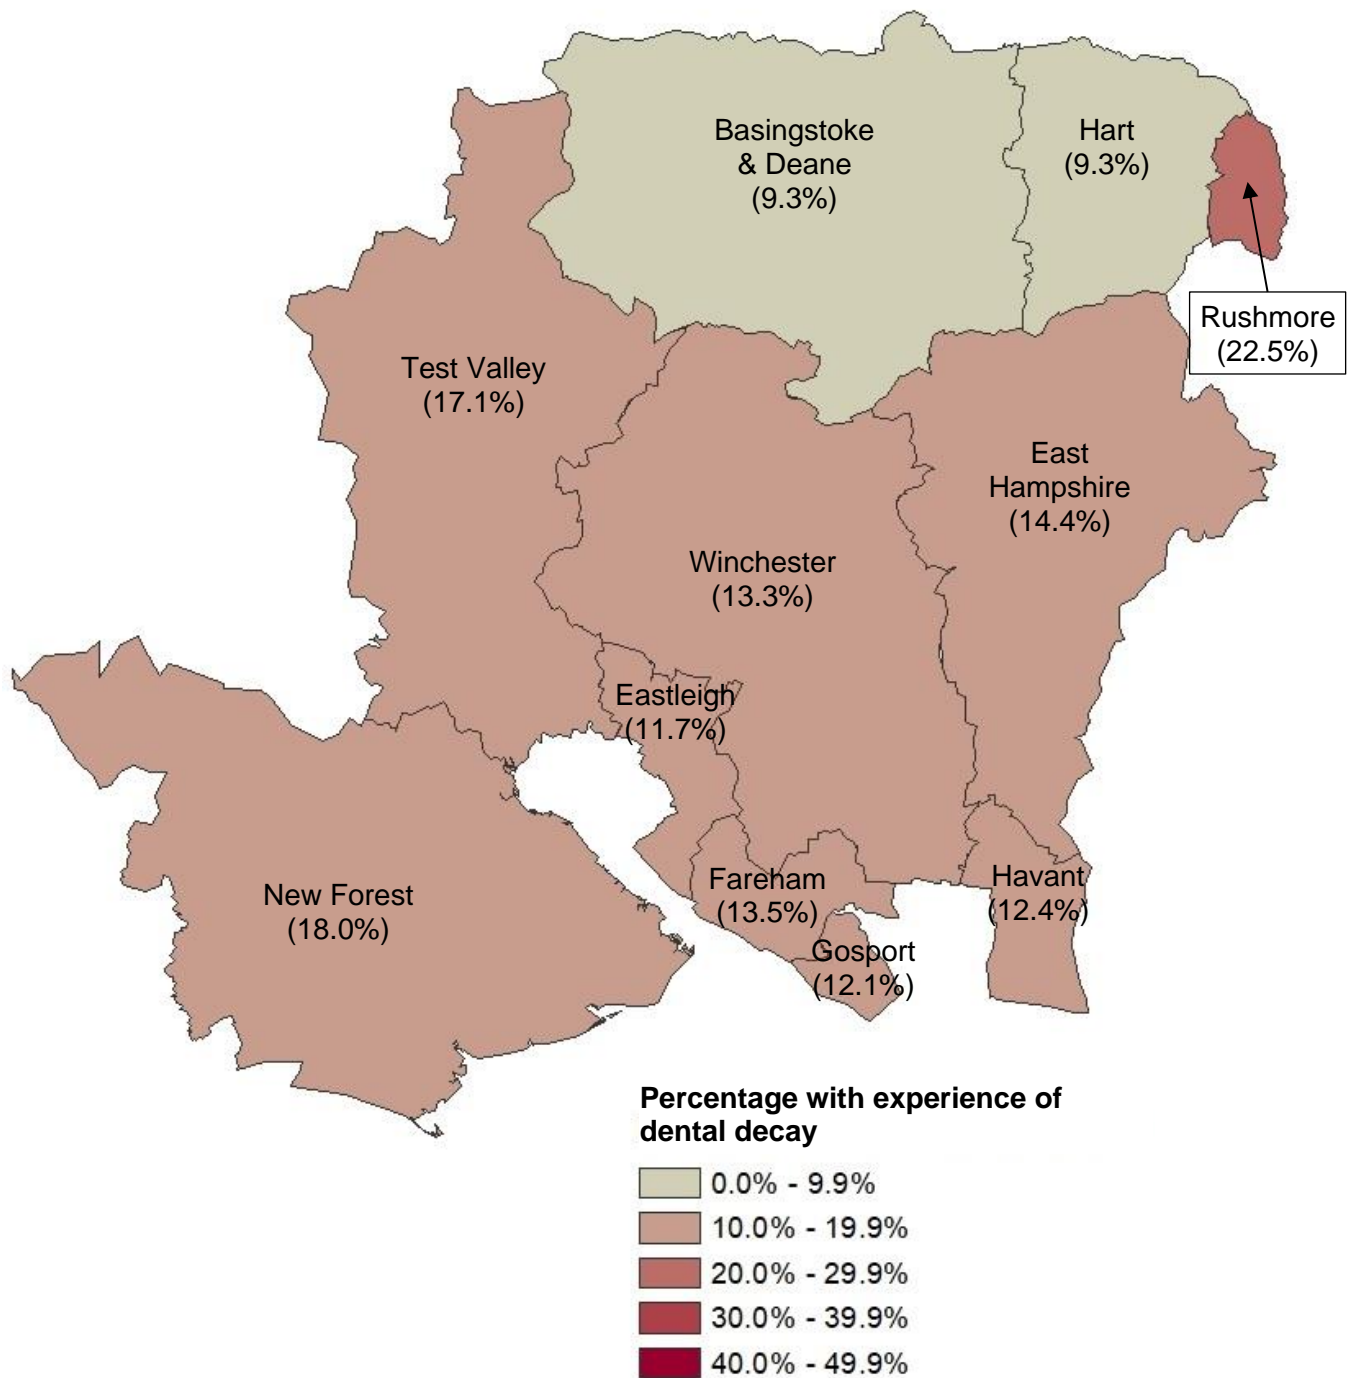 Basingstoke
& Deane
(9.3%)
Hart
(9.3%)
Rushmore
(22.5%)
Test Valley
(17.1%)
East
Hampshire
(14.4%)
Winchester
(13.3%)
Eastleigh
(11.7%)
New Forest
(18.0%)
Fareham
(13.5%)
Havant
(12.4%)
Gosport
(12.1%)
Percentage with experience of
dental decay
0.0% - 9.9%
10.0% - 19.9%
20.0% - 29.9%
30.0% - 39.9%
40.0% - 49.9%